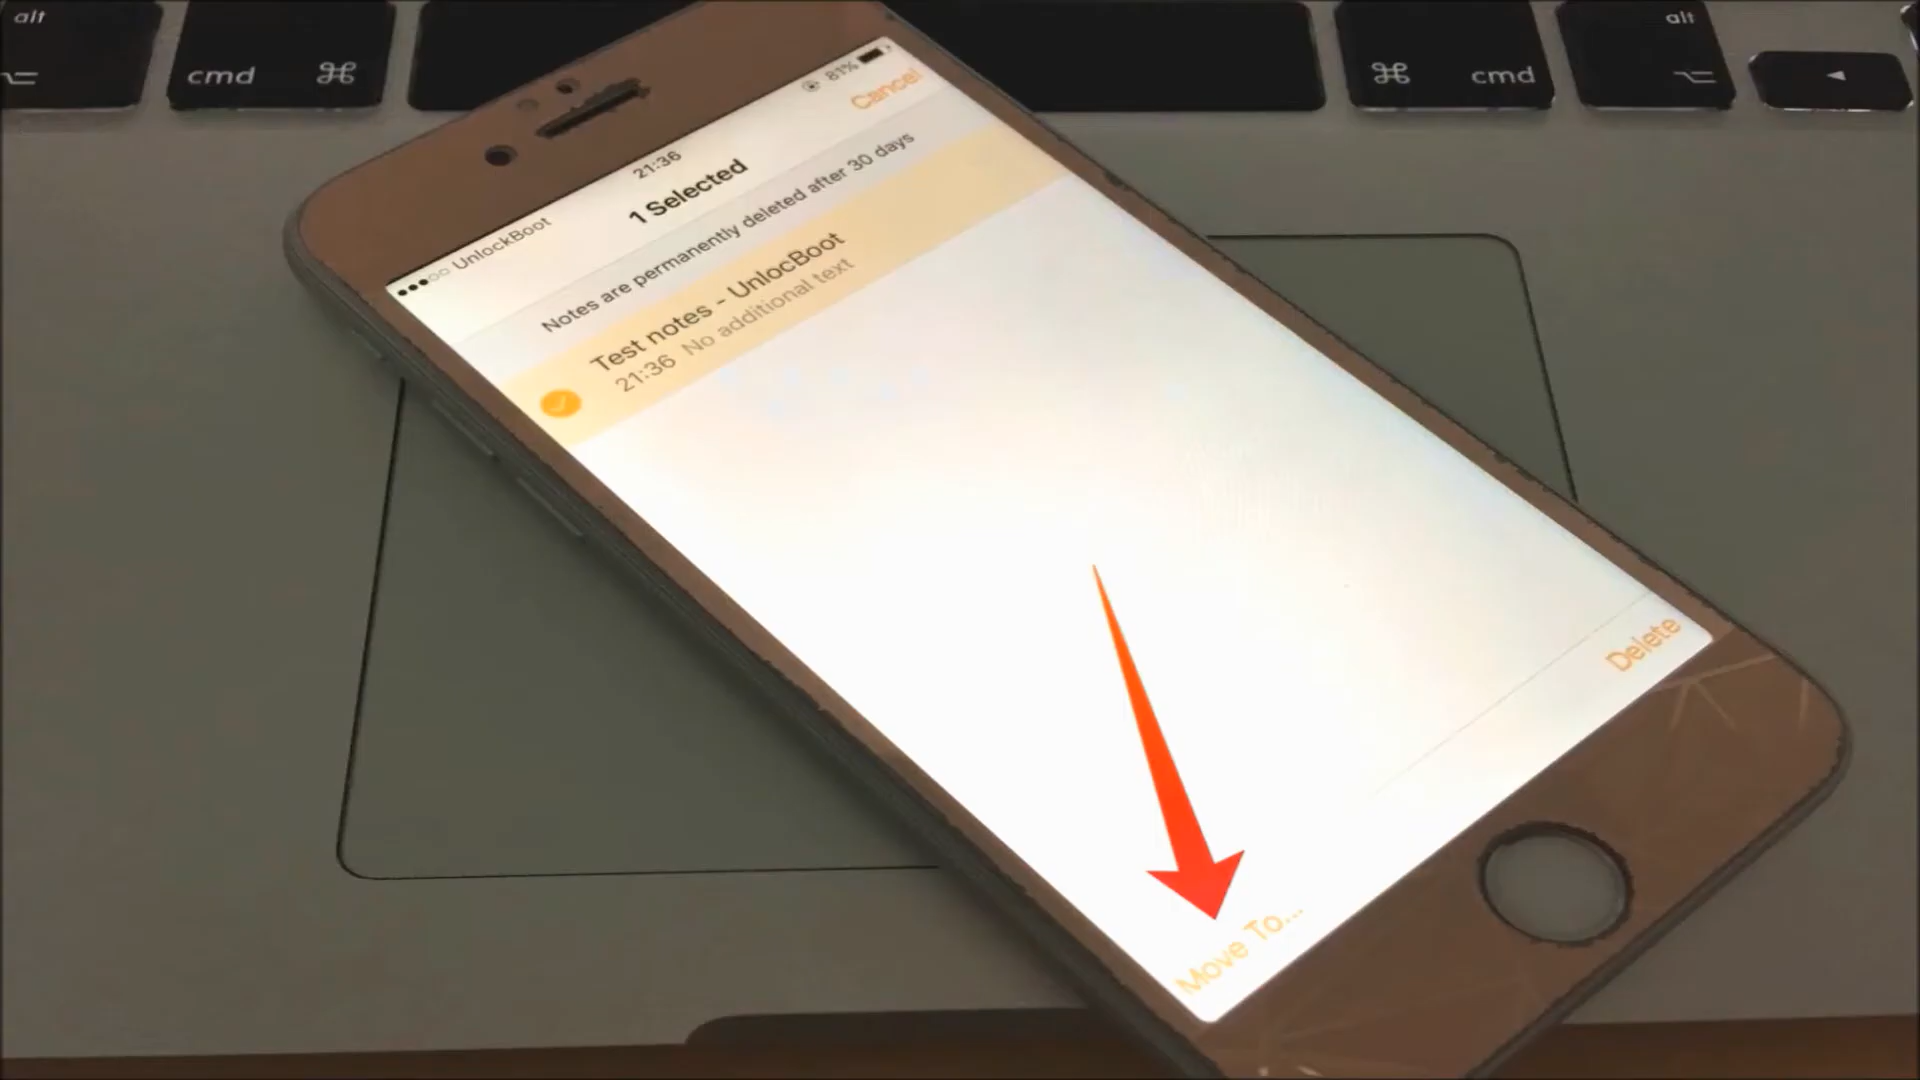 alt
cmd ⌘
⌘ cmd
alt
UnlockBoot 21:36 81%
1 Selected Cancel
Notes are permanently deleted after 30 days
Test notes - UnlocBoot
21:36 No additional text
Move To... Delete